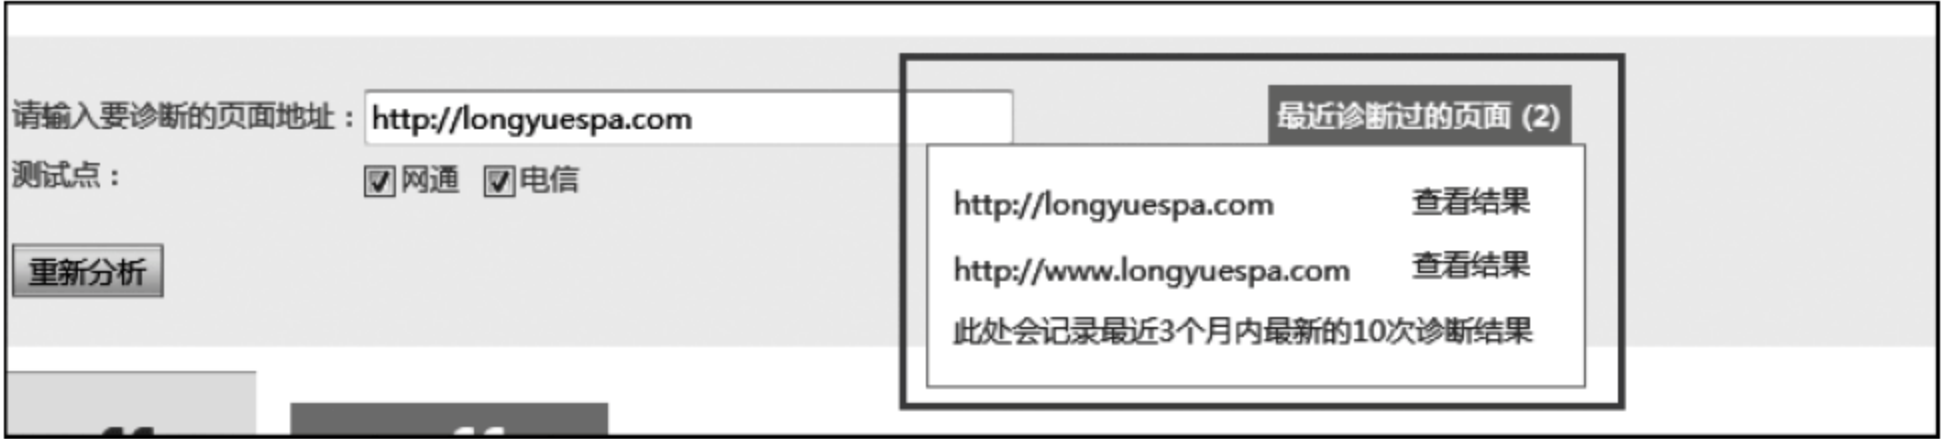 请输入要诊断的页面地址： http://longyuespa.com 最近诊断过的页面 (2)
测试点： 网通 电信
http://longyuespa.com 查看结果
重新分析
http://www.longyuespa.com 查看结果
此处会记录最近3个月内最新的10次诊断结果